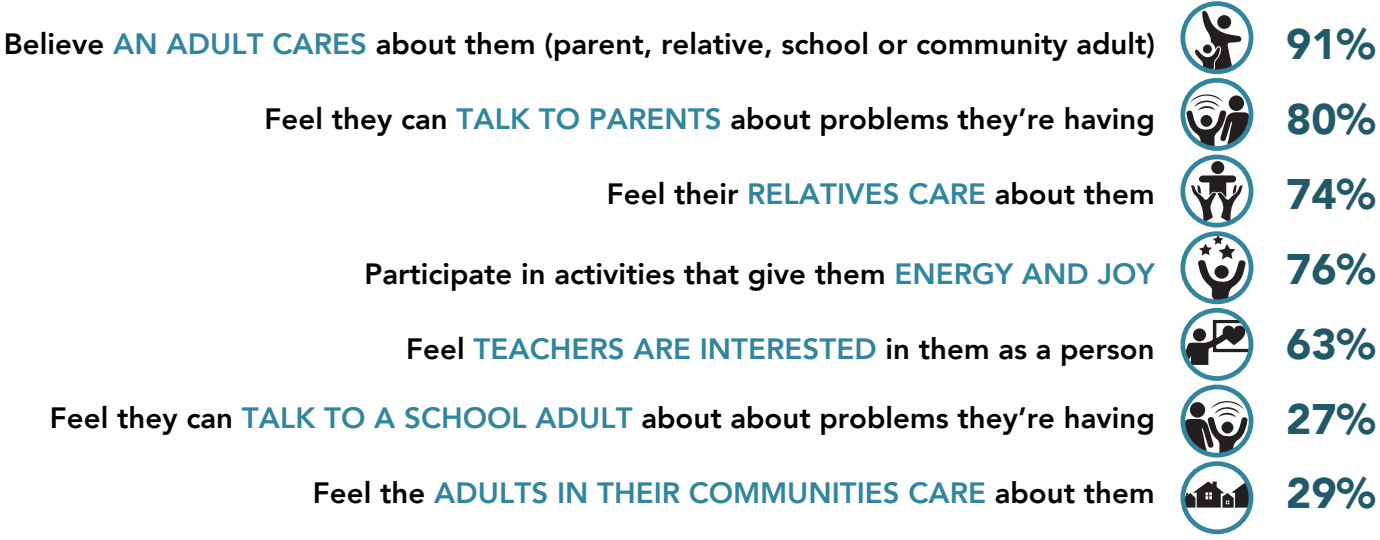 Believe AN ADULT CARES about them (parent, relative, school or community adult) 91%
Feel they can TALK TO PARENTS about problems they're having 80%
Feel their RELATIVES CARE about them 74%
Participate in activities that give them ENERGY AND JOY 76%
Feel TEACHERS ARE INTERESTED in them as a person 63%
Feel they can TALK TO A SCHOOL ADULT about about problems they're having 27%
Feel the ADULTS IN THEIR COMMUNITIES CARE about them 29%